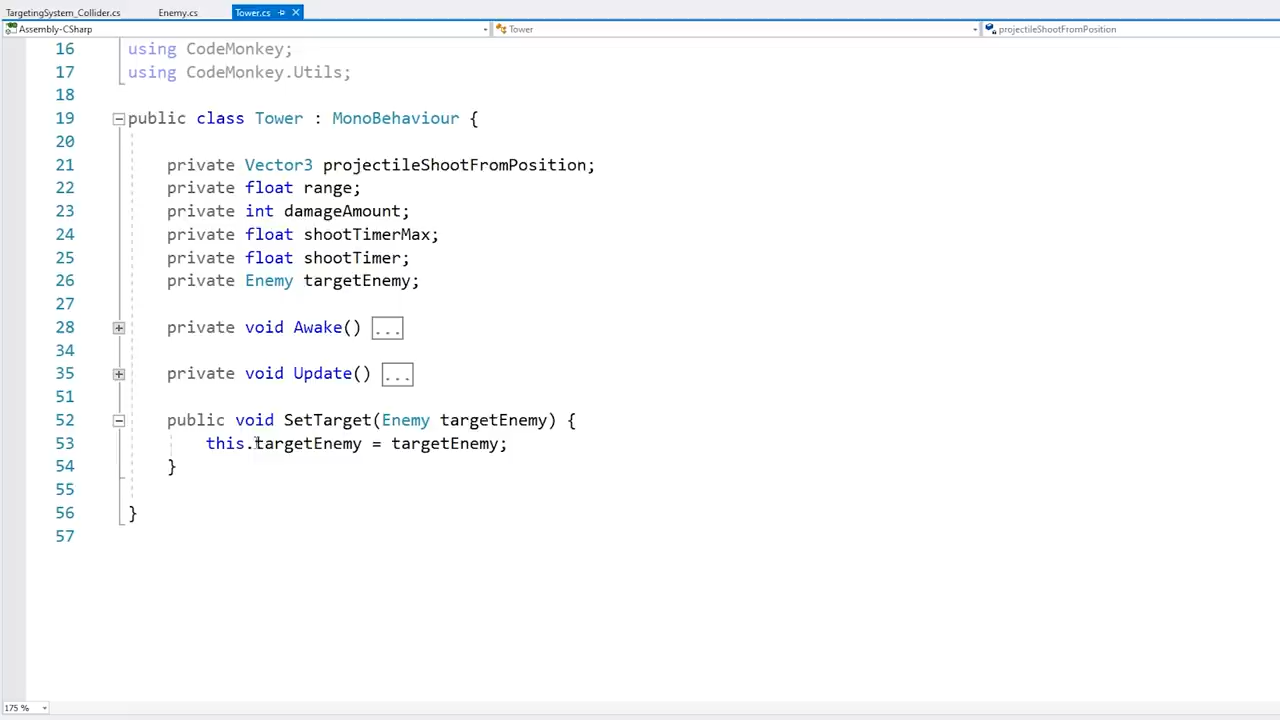 TargetingSystem_Collider.cs Enemy.cs Tower.cs
Assembly-CSharp Tower projectileShootFromPosition
16 using CodeMonkey;
17 using CodeMonkey.Utils;
18
19 public class Tower : MonoBehaviour {
20
21 private Vector3 projectileShootFromPosition;
22 private float range;
23 private int damageAmount;
24 private float shootTimerMax;
25 private float shootTimer;
26 private Enemy targetEnemy;
27
28 private void Awake() ...
34
35 private void Update() ...
51
52 public void SetTarget(Enemy targetEnemy) {
53 this.targetEnemy = targetEnemy;
54 }
55
56 }
57
175 %